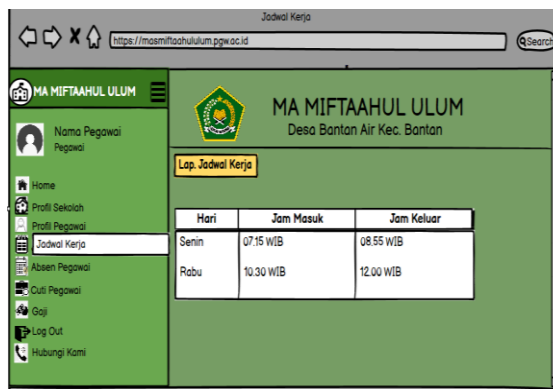 Jadwal Kerja
https://masmiftaahululum.pgw.ac.id
Search
MA MIFTAAHUL ULUM
Nama Pegawai
Pegawai
Home
Profil Sekolah
Profil Pegawai
Jadwal Kerja
Absen Pegawai
Cuti Pegawai
Gaji
Log Out
Hubungi Kami
MA MIFTAAHUL ULUM
Desa Bantan Air Kec. Bantan
Lap. Jadwal Kerja
Hari Jam Masuk Jam Keluar
Senin 07.15 WIB 08.55 WIB
Rabu 10.30 WIB 12.00 WIB